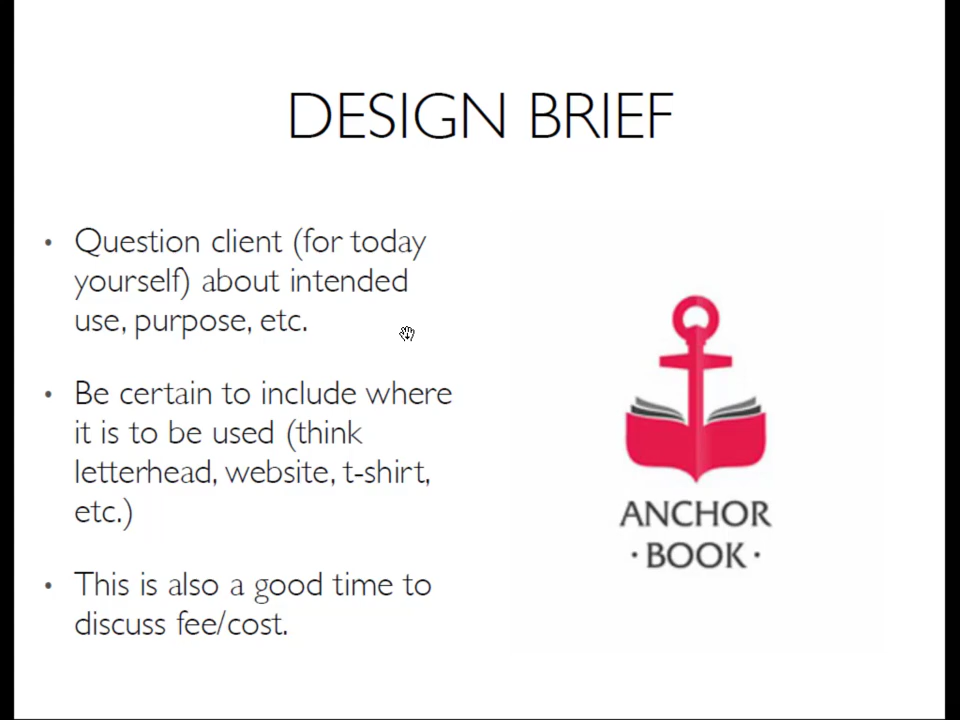 DESIGN BRIEF
• Question client (for today
yourself) about intended
use, purpose, etc.
• Be certain to include where
it is to be used (think
letterhead, website, t-shirt,
etc.)
• This is also a good time to
discuss fee/cost.
ANCHOR
· BOOK ·